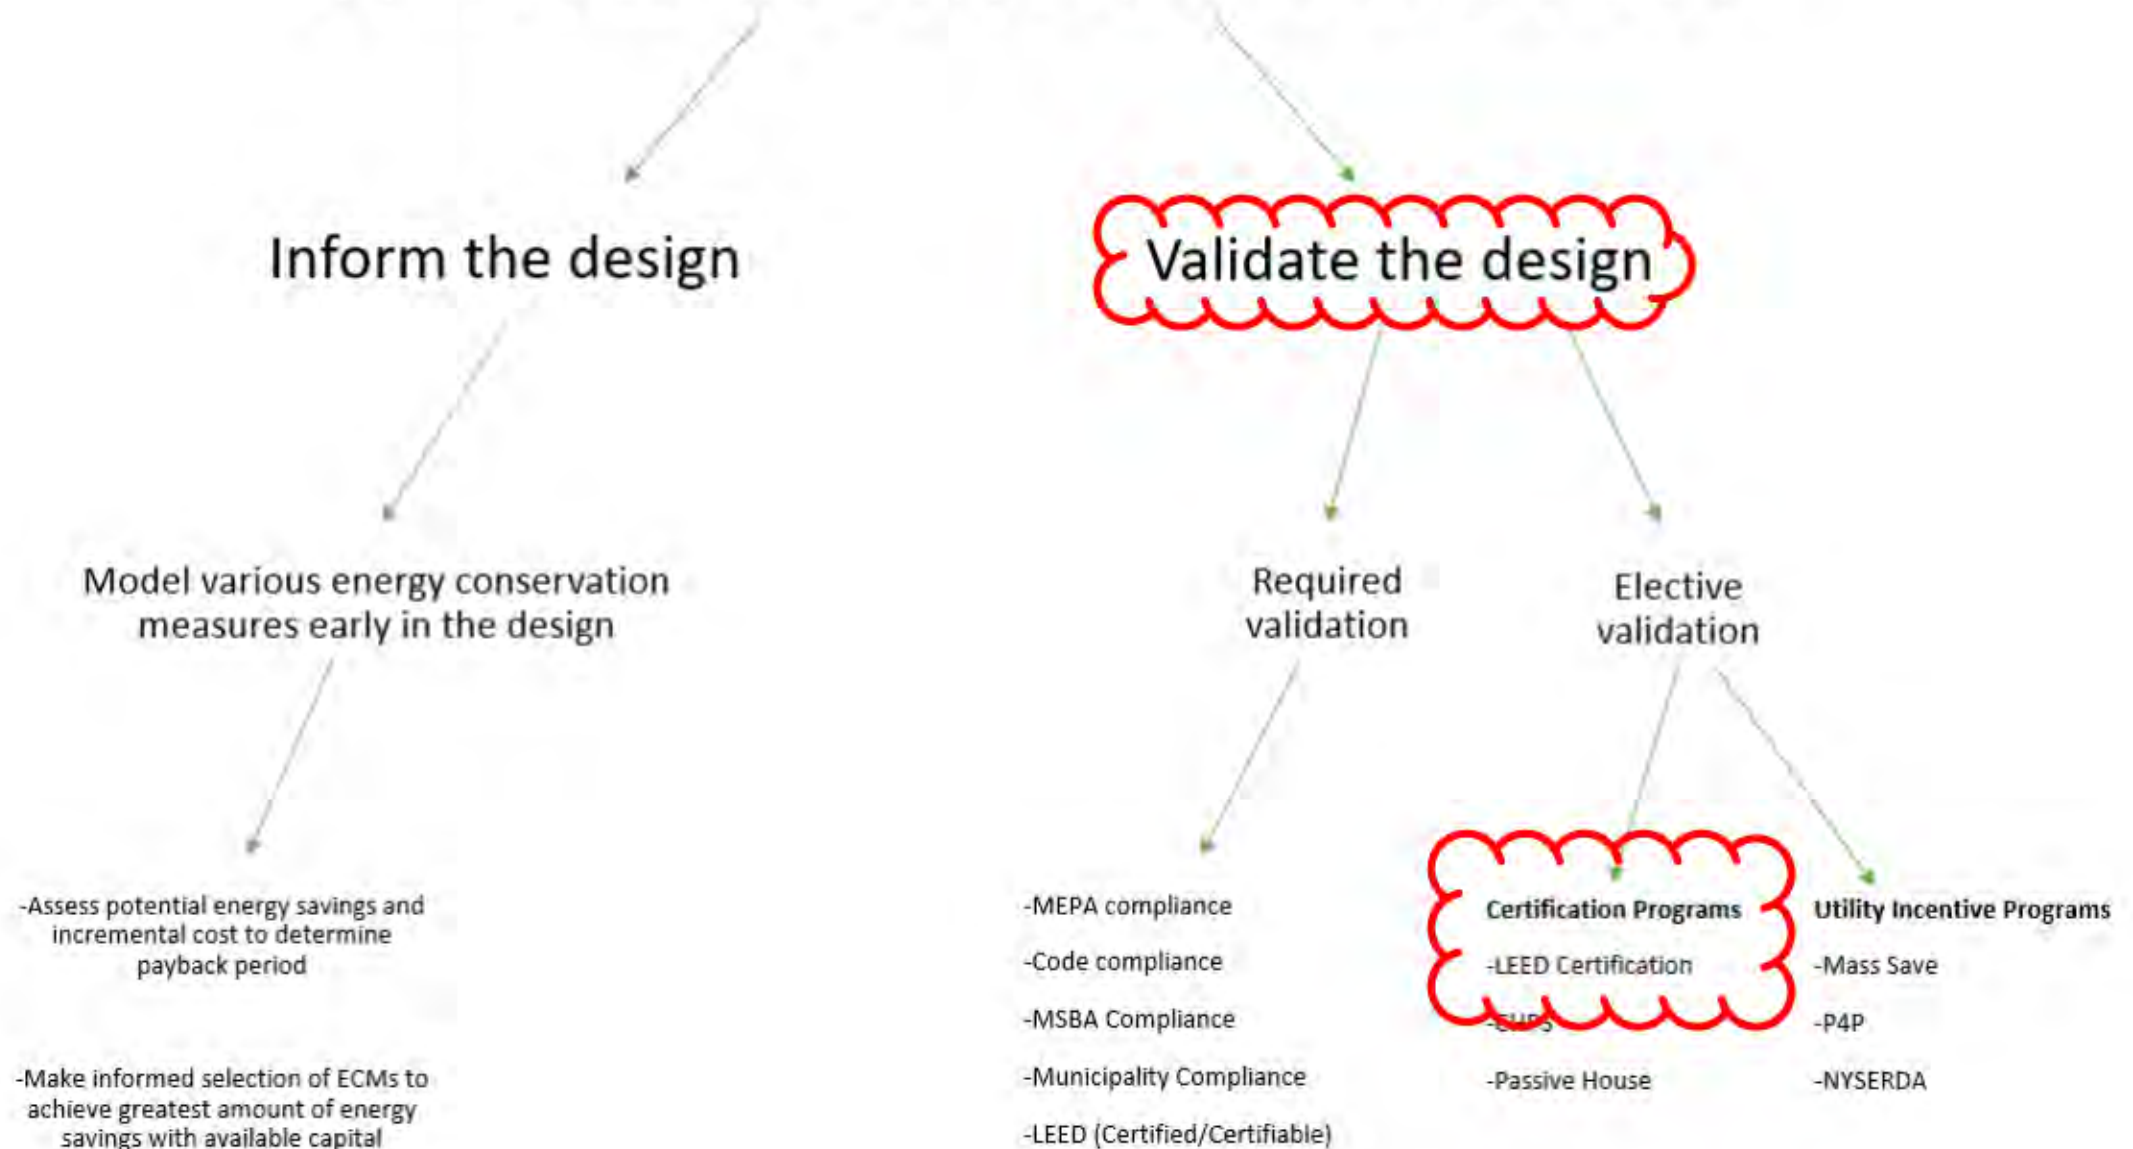 Inform the design
Validate the design
Model various energy conservation
measures early in the design
Required
validation
Elective
validation
-Assess potential energy savings and
incremental cost to determine
payback period
-Make informed selection of ECMs to
achieve greatest amount of energy
savings with available capital
-MEPA compliance
-Code compliance
-MSBA Compliance
-Municipality Compliance
-LEED (Certified/Certifiable)
Certification Programs
-LEED Certification
-CHPS
-Passive House
Utility Incentive Programs
-Mass Save
-P4P
-NYSERDA